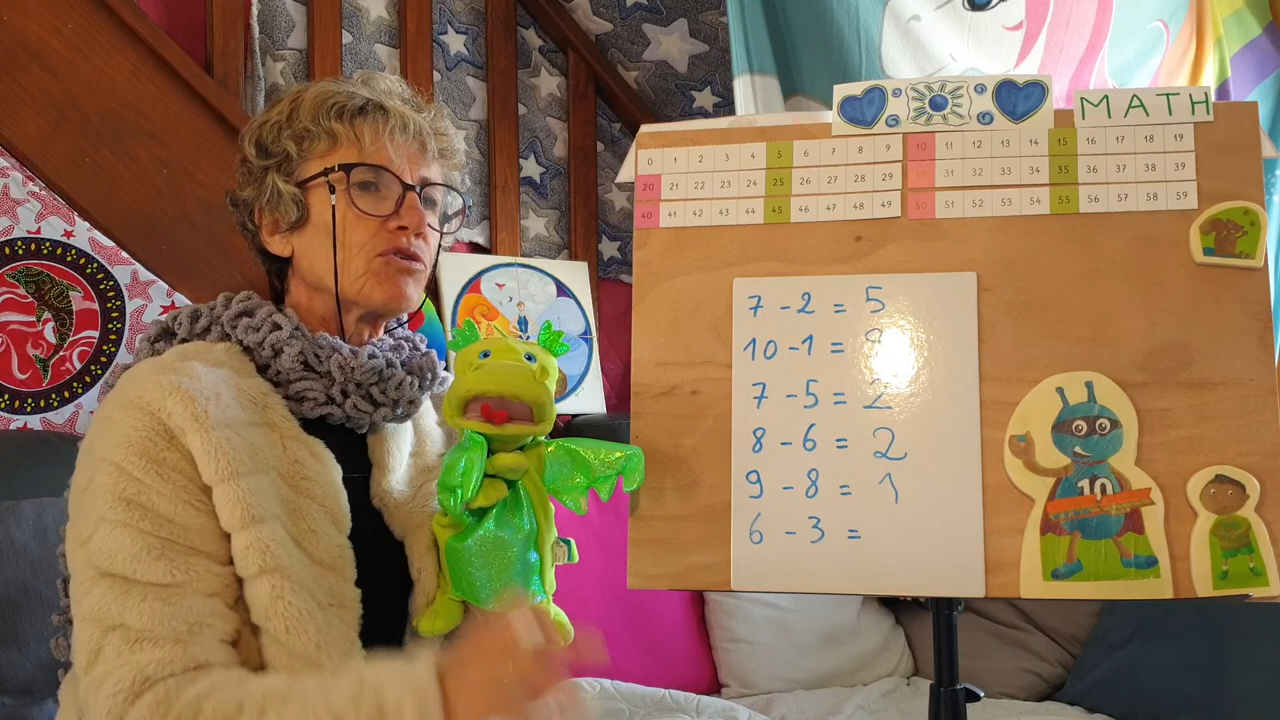 MATH
0 1 2 3 4 5 6 7 8 9 10 11 12 13 14 15 16 17 18 19
20 21 22 23 24 25 26 27 28 29 31 32 33 34 35 36 37 38 39
40 41 42 43 44 45 46 47 48 49 50 51 52 53 54 55 56 57 58 59
7 - 2 = 5
10 - 1 =
7 - 5 = 2
8 - 6 = 2
9 - 8 = 1
6 - 3 =
10